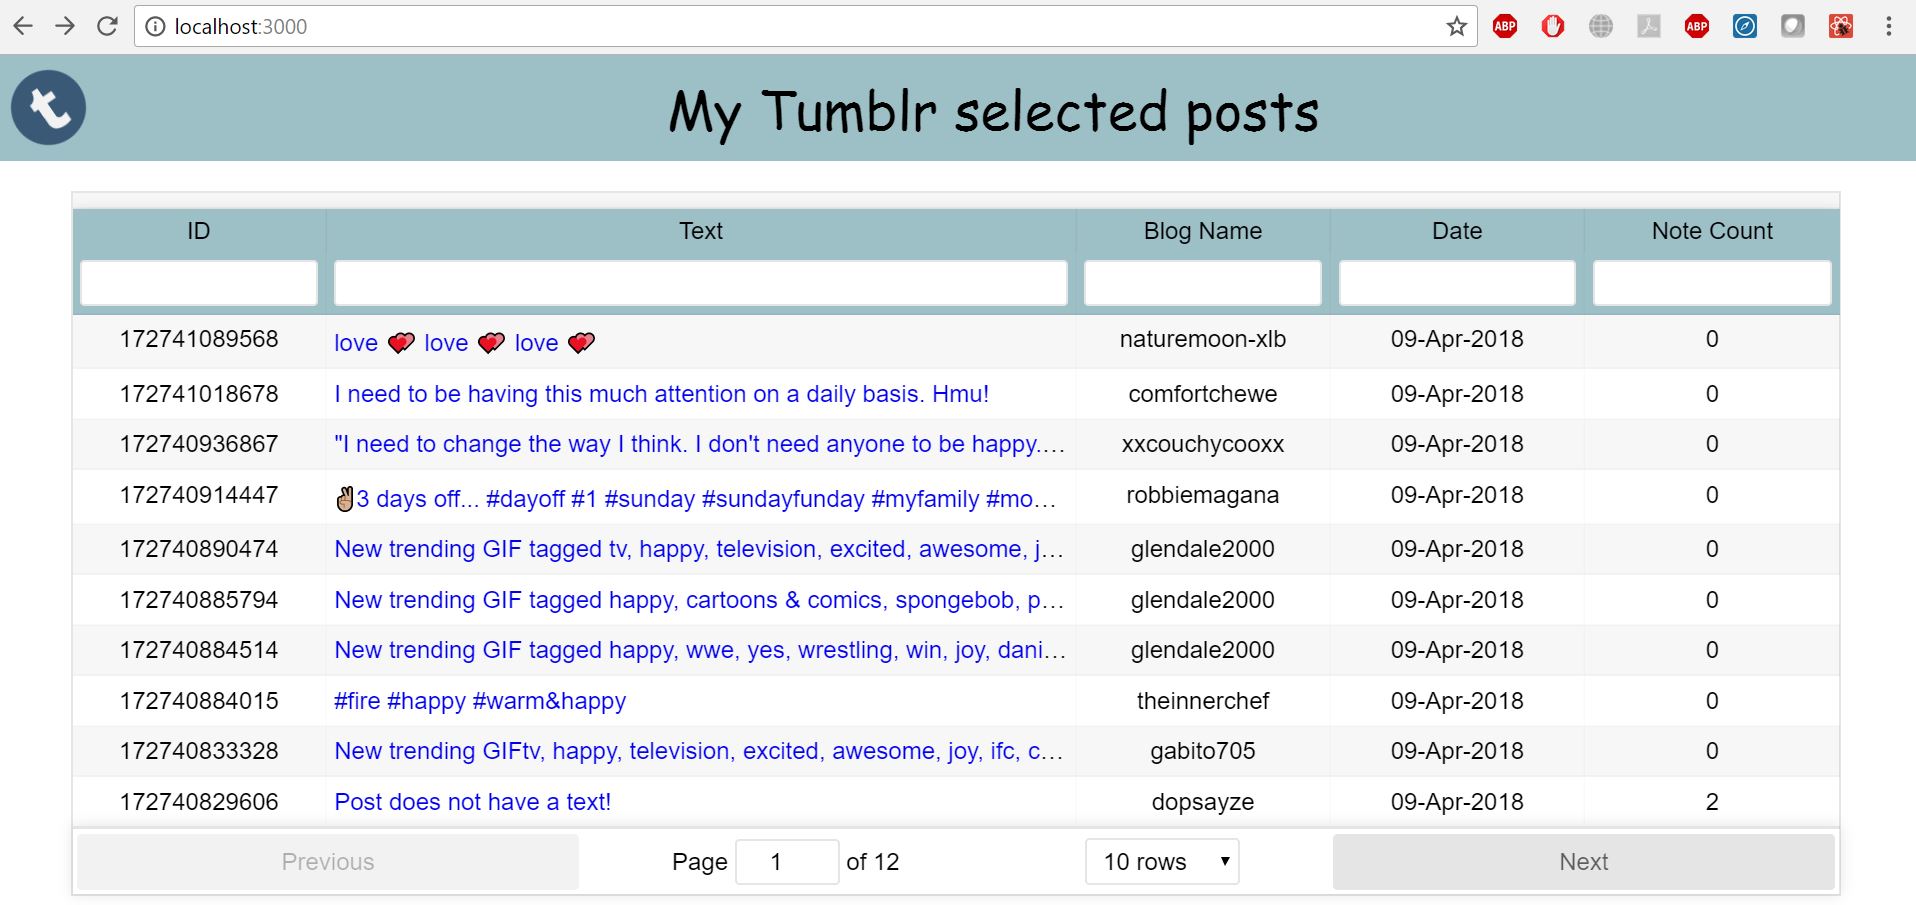 localhost:3000
ABP ABP
t My Tumblr selected posts
ID Text Blog Name Date Note Count
172741089568 love 💕 love 💕 love 💕 naturemoon-xlb 09-Apr-2018 0
172741018678 I need to be having this much attention on a daily basis. Hmu! comfortchewe 09-Apr-2018 0
172740936867 "I need to change the way I think. I don't need anyone to be happy.… xxcouchycooxx 09-Apr-2018 0
172740914447 ✌🏽3 days off... #dayoff #1 #sunday #sundayfunday #myfamily #mo… robbiemagana 09-Apr-2018 0
172740890474 New trending GIF tagged tv, happy, television, excited, awesome, j… glendale2000 09-Apr-2018 0
172740885794 New trending GIF tagged happy, cartoons & comics, spongebob, p… glendale2000 09-Apr-2018 0
172740884514 New trending GIF tagged happy, wwe, yes, wrestling, win, joy, dani… glendale2000 09-Apr-2018 0
172740884015 #fire #happy #warm&happy theinnerchef 09-Apr-2018 0
172740833328 New trending GIFtv, happy, television, excited, awesome, joy, ifc, c… gabito705 09-Apr-2018 0
172740829606 Post does not have a text! dopsayze 09-Apr-2018 2
Previous Page 1 of 12 10 rows Next